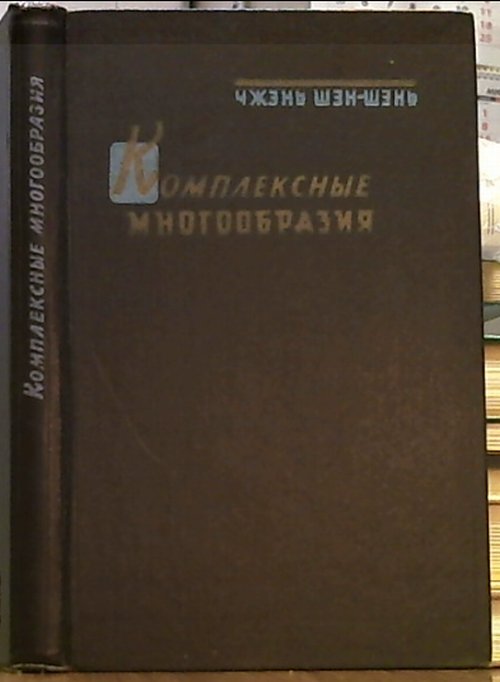 ЧЖЭНЬ ШЭН-ШЭНЬ
КОМПЛЕКСНЫЕ
МНОГООБРАЗИЯ
КОМПЛЕКСНЫЕ МНОГООБРАЗИЯ